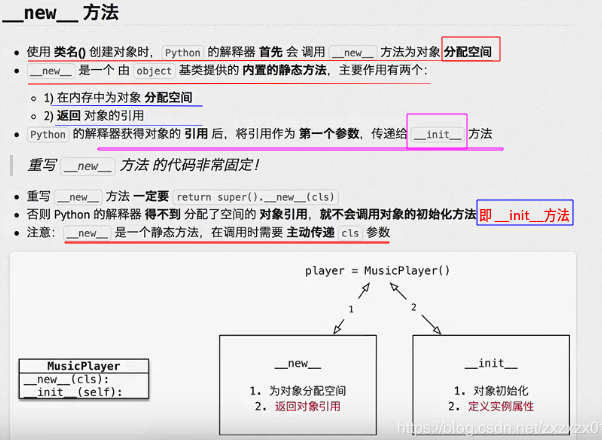 __new__ 方法
使用 类名() 创建对象时，Python 的解释器 首先 会 调用 __new__ 方法为对象 分配空间
__new__ 是一个 由 object 基类提供的 内置的静态方法，主要作用有两个：
1) 在内存中为对象 分配空间
2) 返回 对象的引用
Python 的解释器获得对象的 引用 后，将引用作为 第一个参数，传递给 __init__ 方法
重写 __new__ 方法 的代码非常固定！
重写 __new__ 方法 一定要 return super().__new__(cls)
否则 Python 的解释器 得不到 分配了空间的 对象引用，就不会调用对象的初始化方法 即 __init__方法
注意：__new__ 是一个静态方法，在调用时需要 主动传递 cls 参数
player = MusicPlayer()
1
2
MusicPlayer
__new__(cls):
__init__(self):
__new__
1. 为对象分配空间
2. 返回对象引用
__init__
1. 对象初始化
2. 定义实例属性
https://blog.csdn.net/zxzxzx0